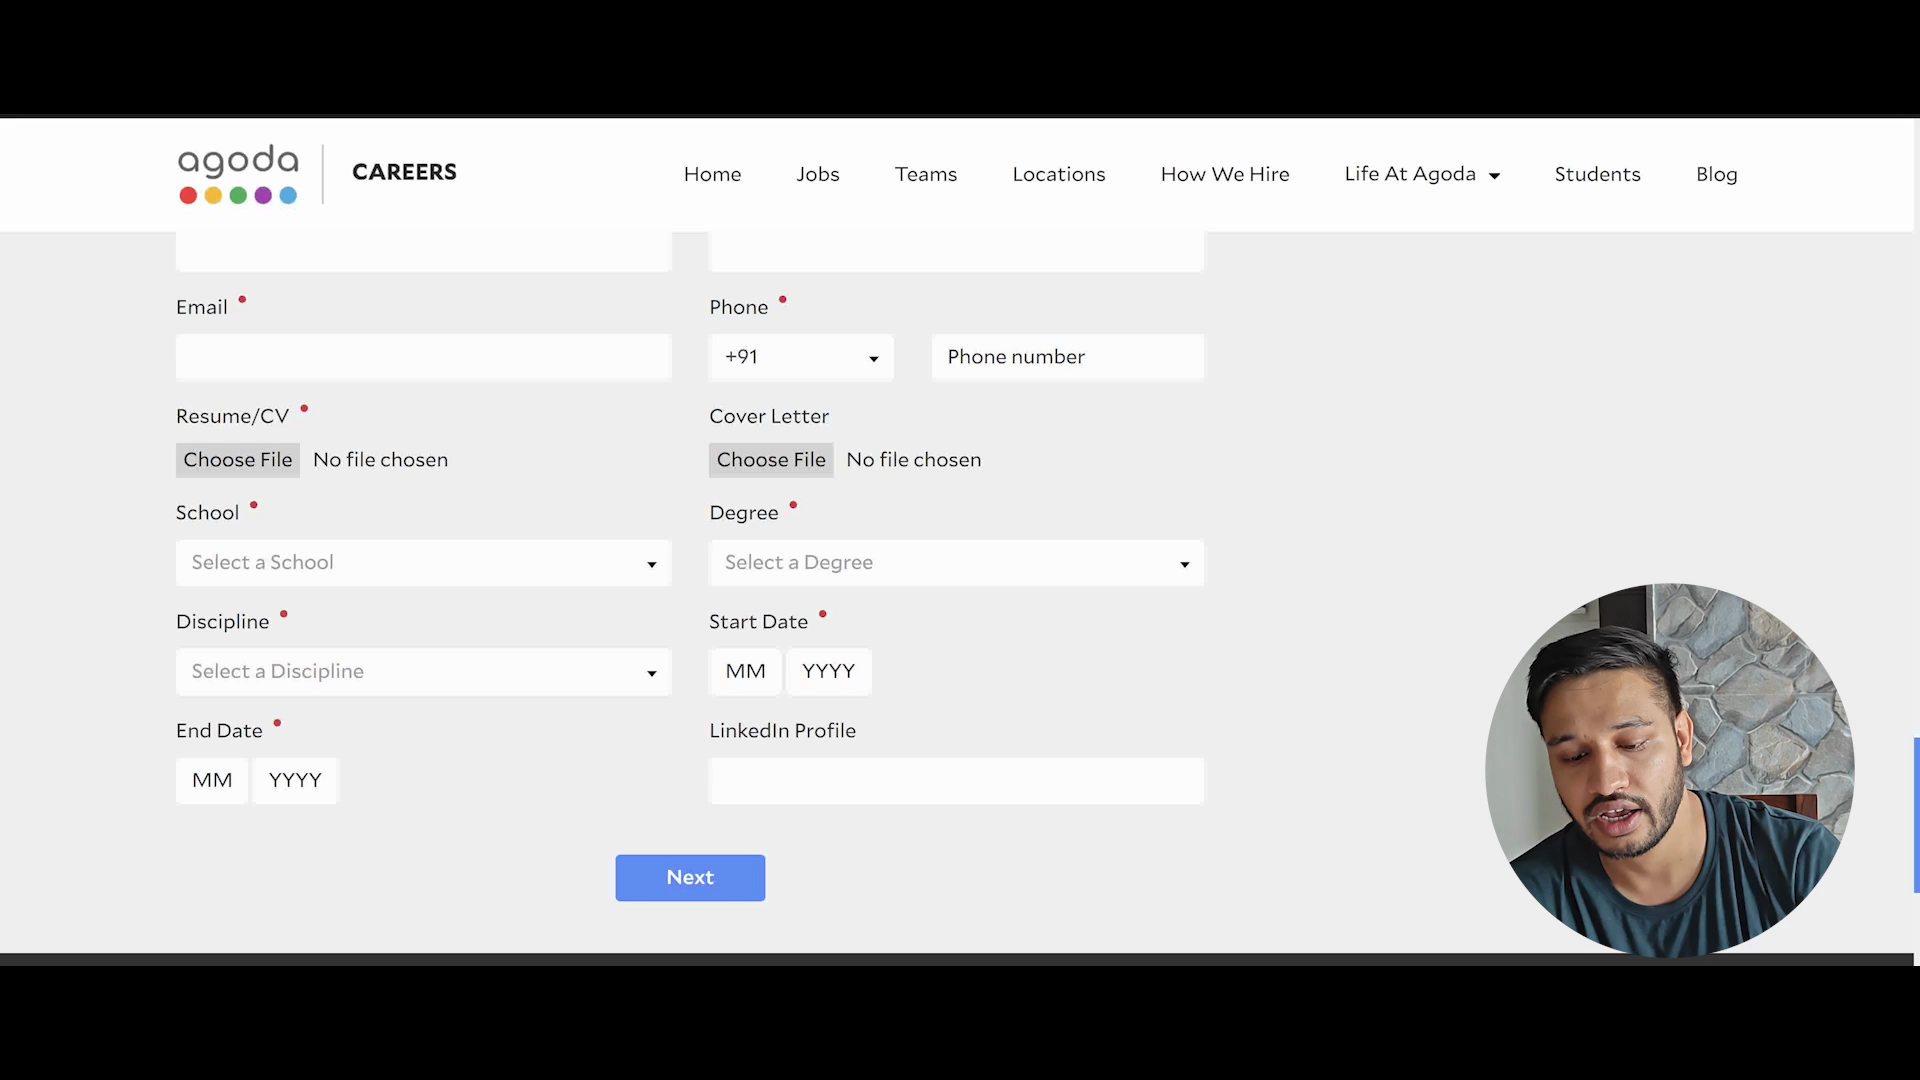 agoda
CAREERS
Home
Jobs
Teams
Locations
How We Hire
Life At Agoda
Students
Blog
Email
Phone
+91
Phone number
Resume/CV
Cover Letter
Choose File No file chosen
Choose File No file chosen
School
Degree
Select a School
Select a Degree
Discipline
Start Date
Select a Discipline
MM YYYY
End Date
LinkedIn Profile
MM YYYY
Next